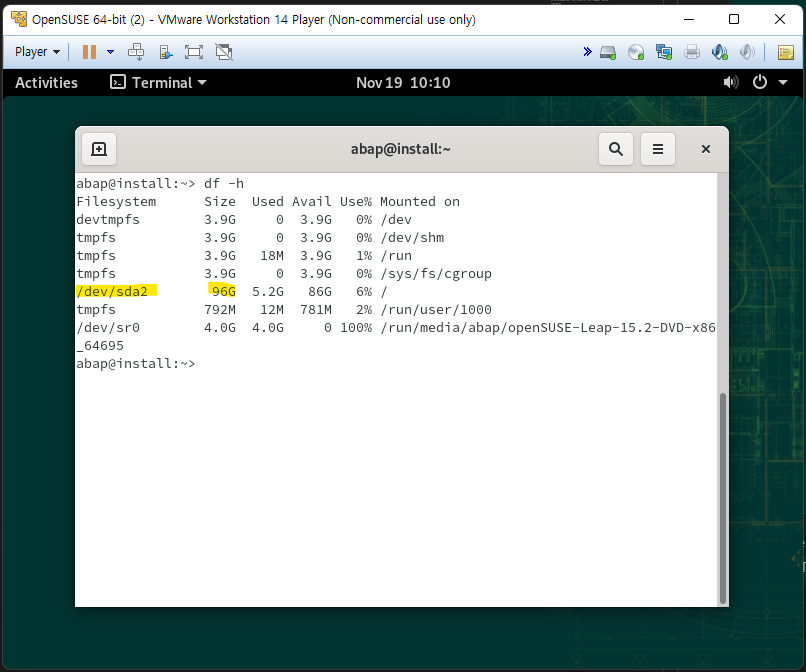 OpenSUSE 64-bit (2) - VMware Workstation 14 Player (Non-commercial use only)
Player
Activities Terminal Nov 19 10:10
abap@install:~
abap@install:~> df -h
Filesystem Size Used Avail Use% Mounted on
devtmpfs 3.9G 0 3.9G 0% /dev
tmpfs 3.9G 0 3.9G 0% /dev/shm
tmpfs 3.9G 18M 3.9G 1% /run
tmpfs 3.9G 0 3.9G 0% /sys/fs/cgroup
/dev/sda2 96G 5.2G 86G 6% /
tmpfs 792M 12M 781M 2% /run/user/1000
/dev/sr0 4.0G 4.0G 0 100% /run/media/abap/openSUSE-Leap-15.2-DVD-x86
_64695
abap@install:~>